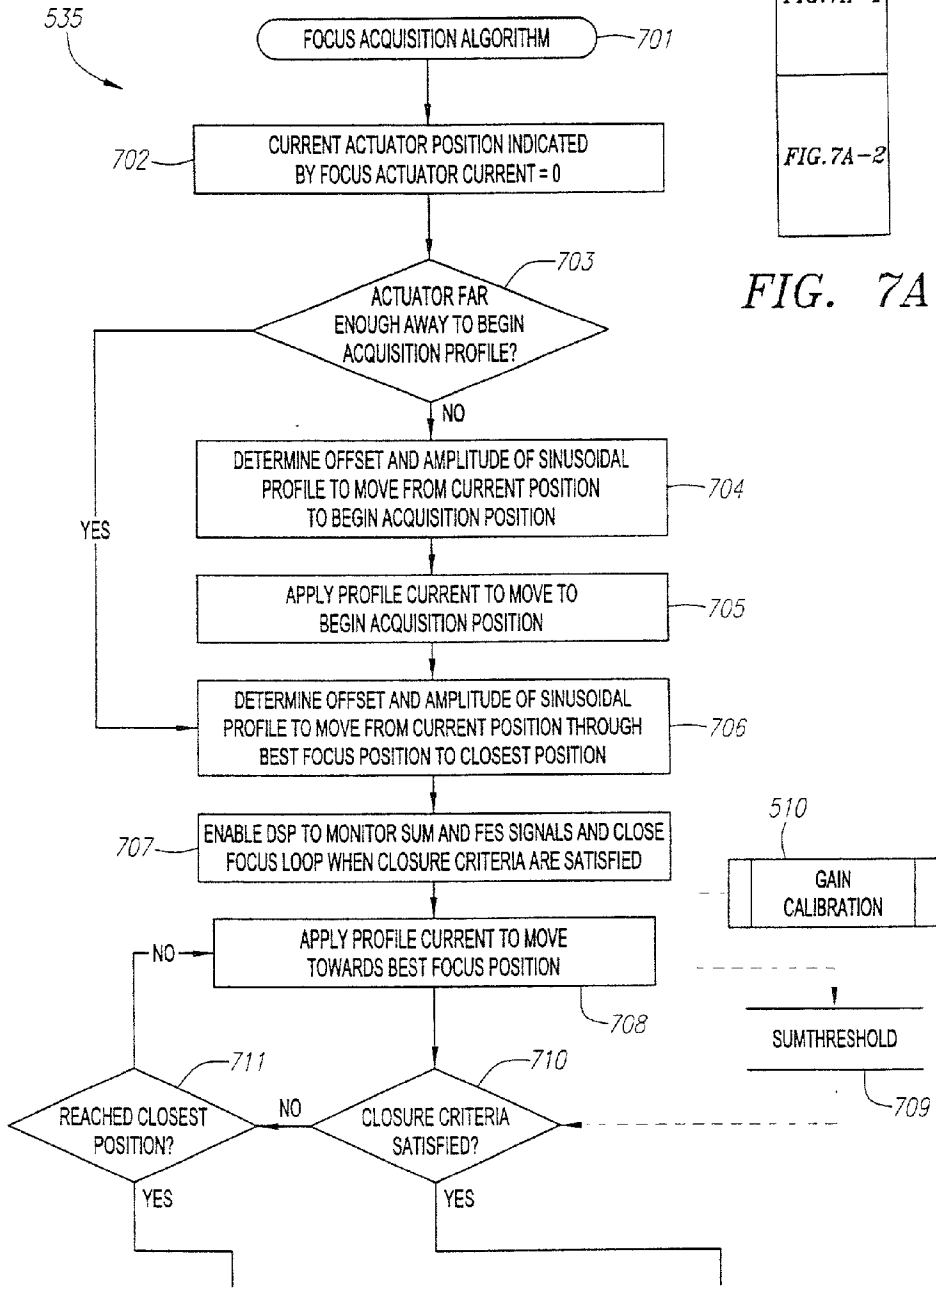 535
FOCUS ACQUISITION ALGORITHM
701
702
CURRENT ACTUATOR POSITION INDICATED
BY FOCUS ACTUATOR CURRENT = 0
FIG.7A-2
FIG. 7A
703
ACTUATOR FAR
ENOUGH AWAY TO BEGIN
ACQUISITION PROFILE?
NO
YES
DETERMINE OFFSET AND AMPLITUDE OF SINUSOIDAL
PROFILE TO MOVE FROM CURRENT POSITION
TO BEGIN ACQUISITION POSITION
704
APPLY PROFILE CURRENT TO MOVE TO
BEGIN ACQUISITION POSITION
705
DETERMINE OFFSET AND AMPLITUDE OF SINUSOIDAL
PROFILE TO MOVE FROM CURRENT POSITION THROUGH
BEST FOCUS POSITION TO CLOSEST POSITION
706
707
ENABLE DSP TO MONITOR SUM AND FES SIGNALS AND CLOSE
FOCUS LOOP WHEN CLOSURE CRITERIA ARE SATISFIED
510
GAIN
CALIBRATION
NO
APPLY PROFILE CURRENT TO MOVE
TOWARDS BEST FOCUS POSITION
708
SUMTHRESHOLD
709
711
REACHED CLOSEST
POSITION?
NO
710
CLOSURE CRITERIA
SATISFIED?
YES
YES